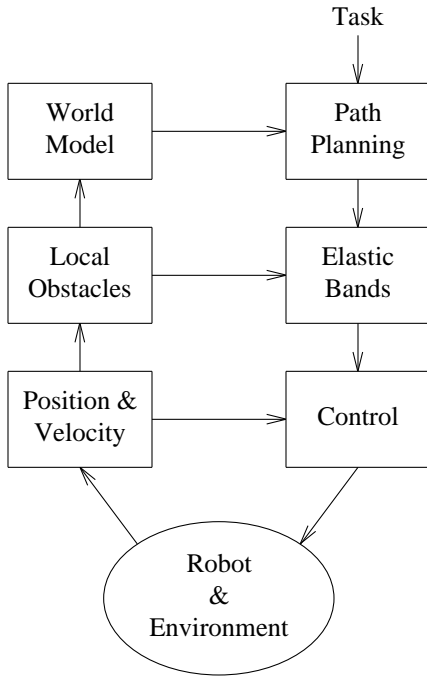 Task
World
Model
Path
Planning
Local
Obstacles
Elastic
Bands
Position &
Velocity
Control
Robot
&
Environment